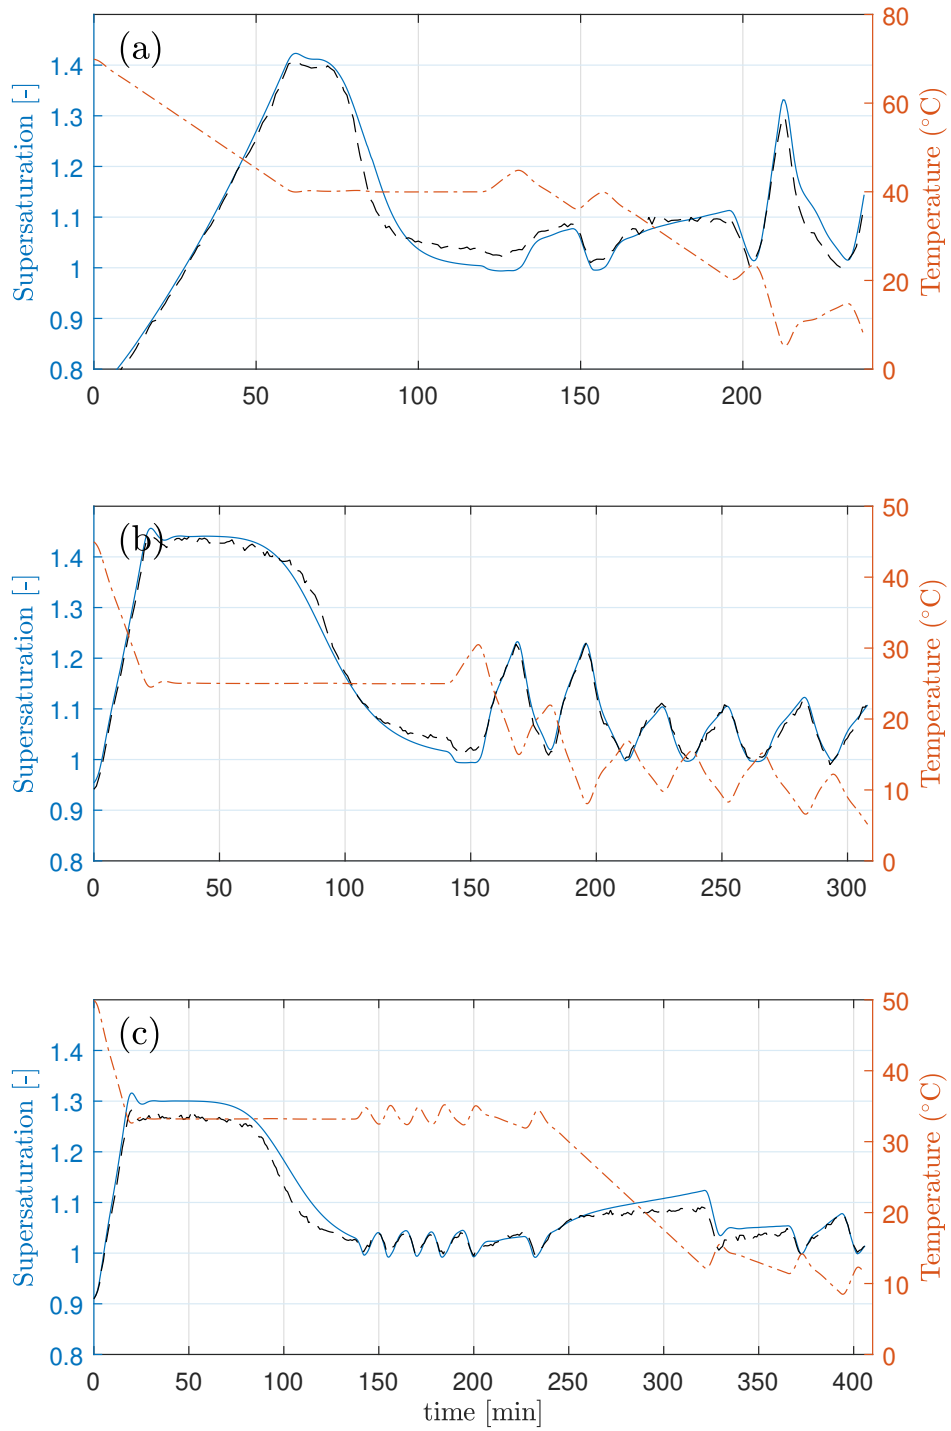 (a)
Supersaturation [-]
0.8
0.9
1
1.1
1.2
1.3
1.4
Temperature (°C)
0
20
40
60
80
0 50 100 150 200
(b)
Supersaturation [-]
0.8
0.9
1
1.1
1.2
1.3
1.4
Temperature (°C)
0
10
20
30
40
50
0 50 100 150 200 250 300
(c)
Supersaturation [-]
0.8
0.9
1
1.1
1.2
1.3
1.4
Temperature (°C)
0
10
20
30
40
50
0 50 100 150 200 250 300 350 400
time [min]